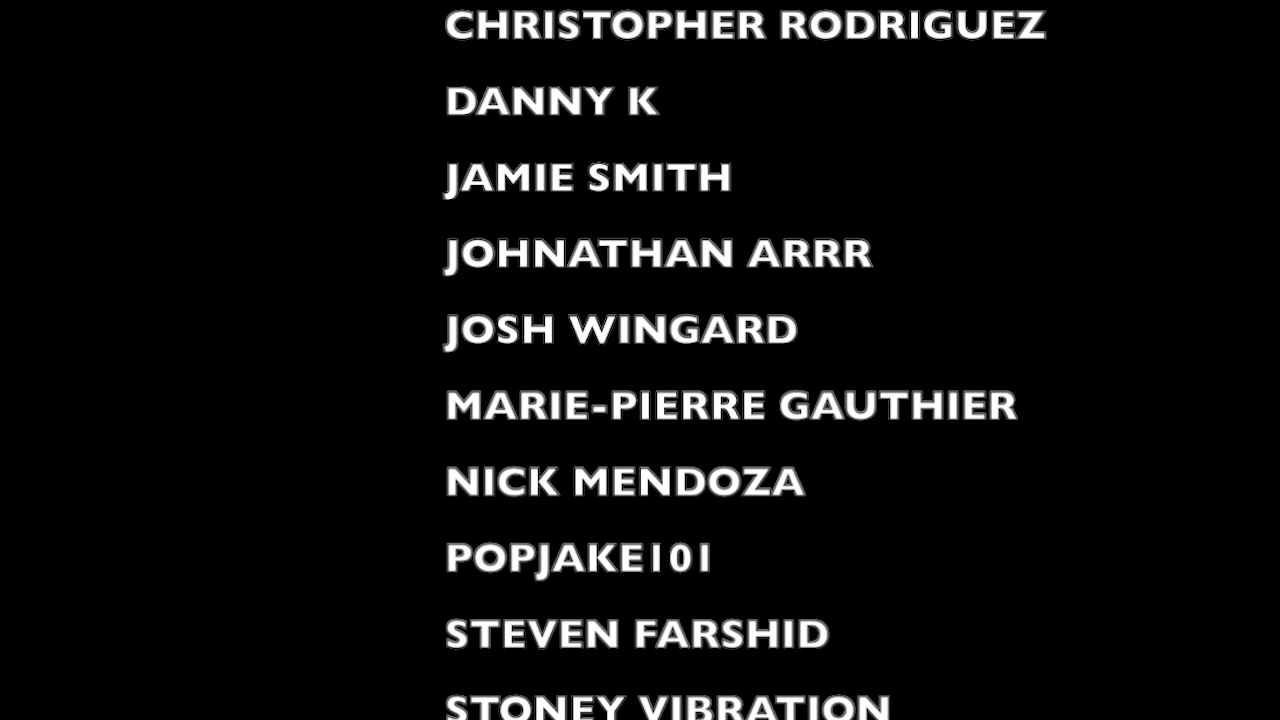 CHRISTOPHER RODRIGUEZ
DANNY K
JAMIE SMITH
JOHNATHAN ARRR
JOSH WINGARD
MARIE-PIERRE GAUTHIER
NICK MENDOZA
POPJAKE101
STEVEN FARSHID
STONEY VIBRATION